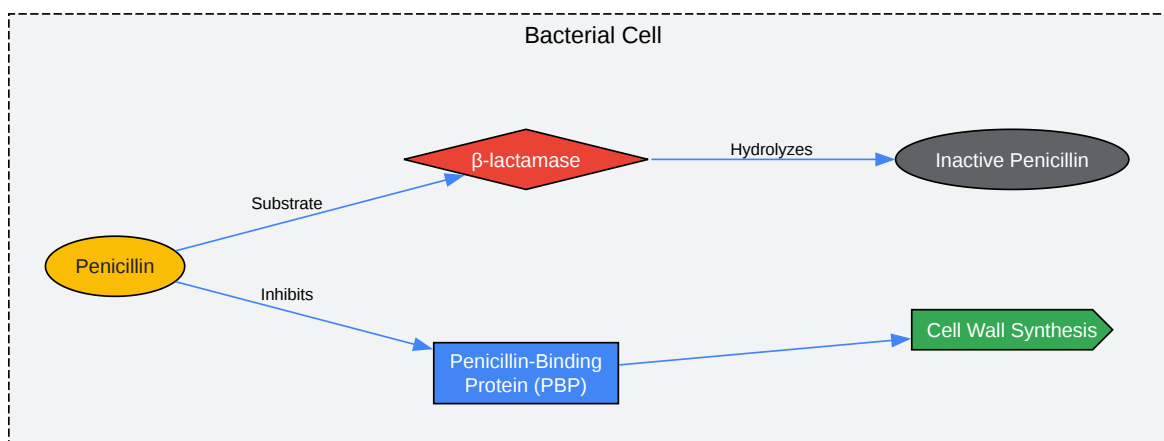 Bacterial Cell
β-lactamase
Hydrolyzes
Inactive Penicillin
Substrate
Penicillin
Inhibits
Cell Wall Synthesis
Penicillin-Binding
Protein (PBP)